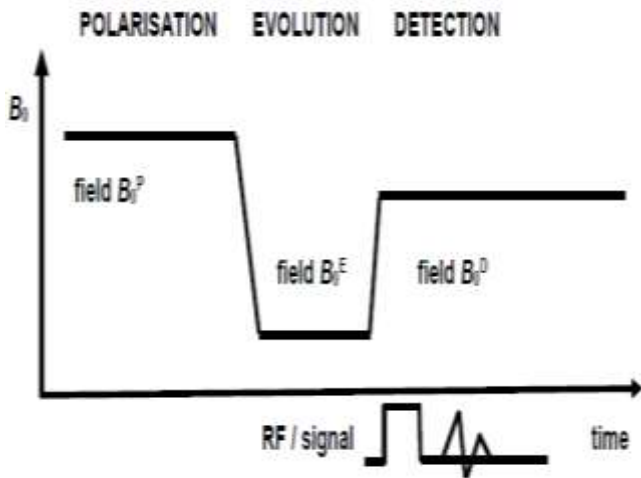 POLARISATION EVOLUTION DETECTION
B₀
field B₀ᴾ
field B₀ᴱ field B₀ᴰ
RF / signal time